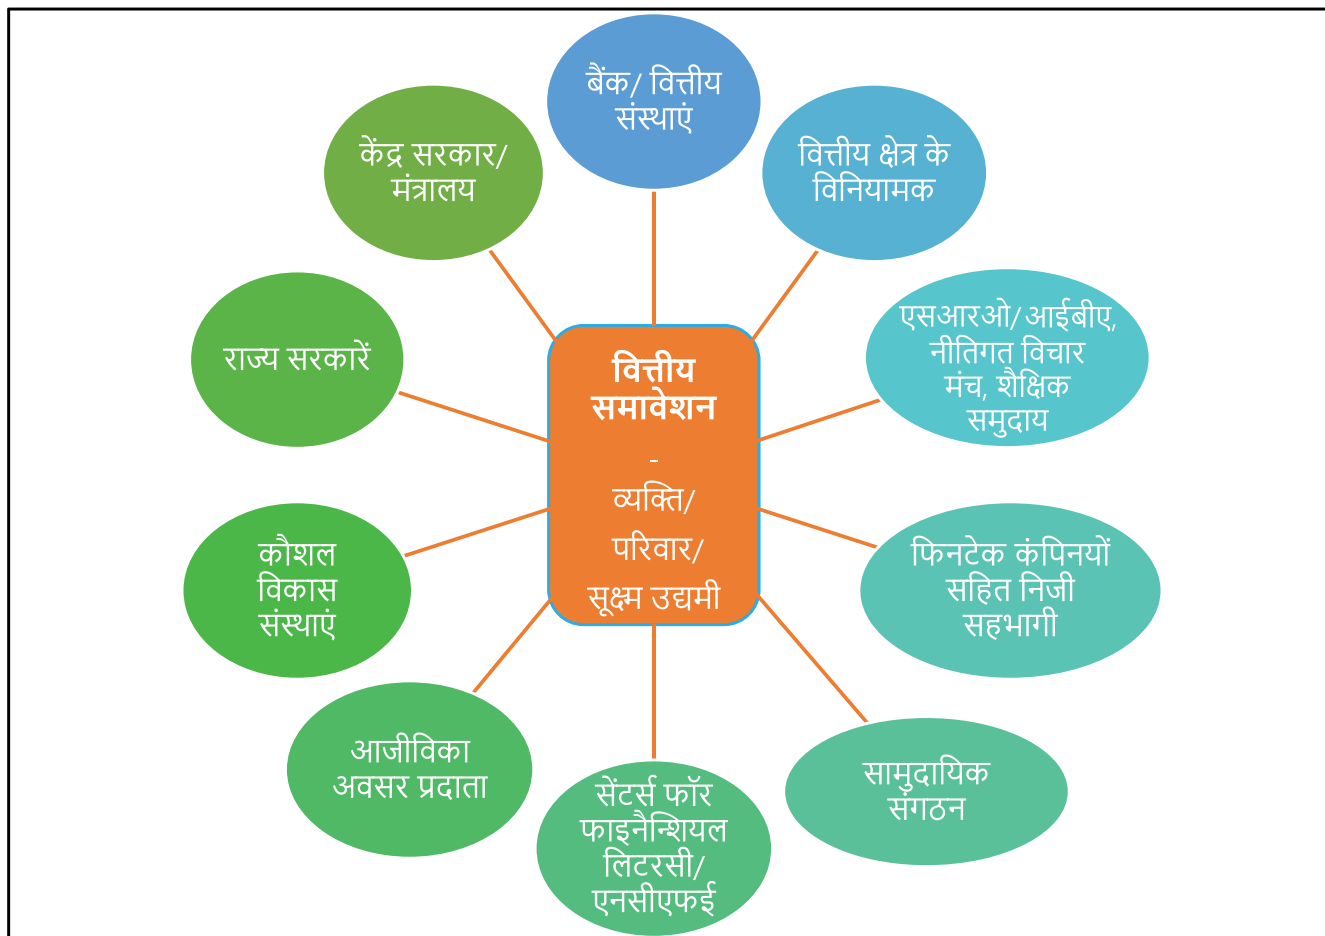 बैंक/ वित्तीय
संस्थाएं
वित्तीय क्षेत्र के
विनियामक
एसआरओ/ आईबीए,
नीतिगत विचार
मंच, शैक्षिक
समुदाय
फिनटेक कंपिनयों
सहित निजी
सहभागी
सामुदायिक
संगठन
सेंटर्स फॉर
फाइनैन्शियल
लिटरसी/
एनसीएफई
आजीविका
अवसर प्रदाता
कौशल
विकास
संस्थाएं
राज्य सरकारें
केंद्र सरकार/
मंत्रालय
वित्तीय
समावेशन
-
व्यक्ति/
परिवार/
सूक्ष्म उद्यमी